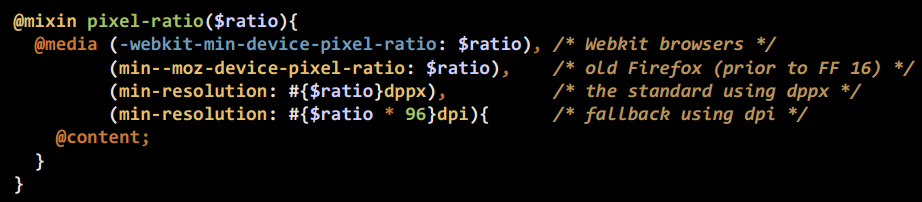 @mixin pixel-ratio($ratio){
@media (-webkit-min-device-pixel-ratio: $ratio), /* Webkit browsers */
(min--moz-device-pixel-ratio: $ratio), /* old Firefox (prior to FF 16) */
(min-resolution: #{$ratio}dppx), /* the standard using dppx */
(min-resolution: #{$ratio * 96}dpi){ /* fallback using dpi */
@content;
}
}